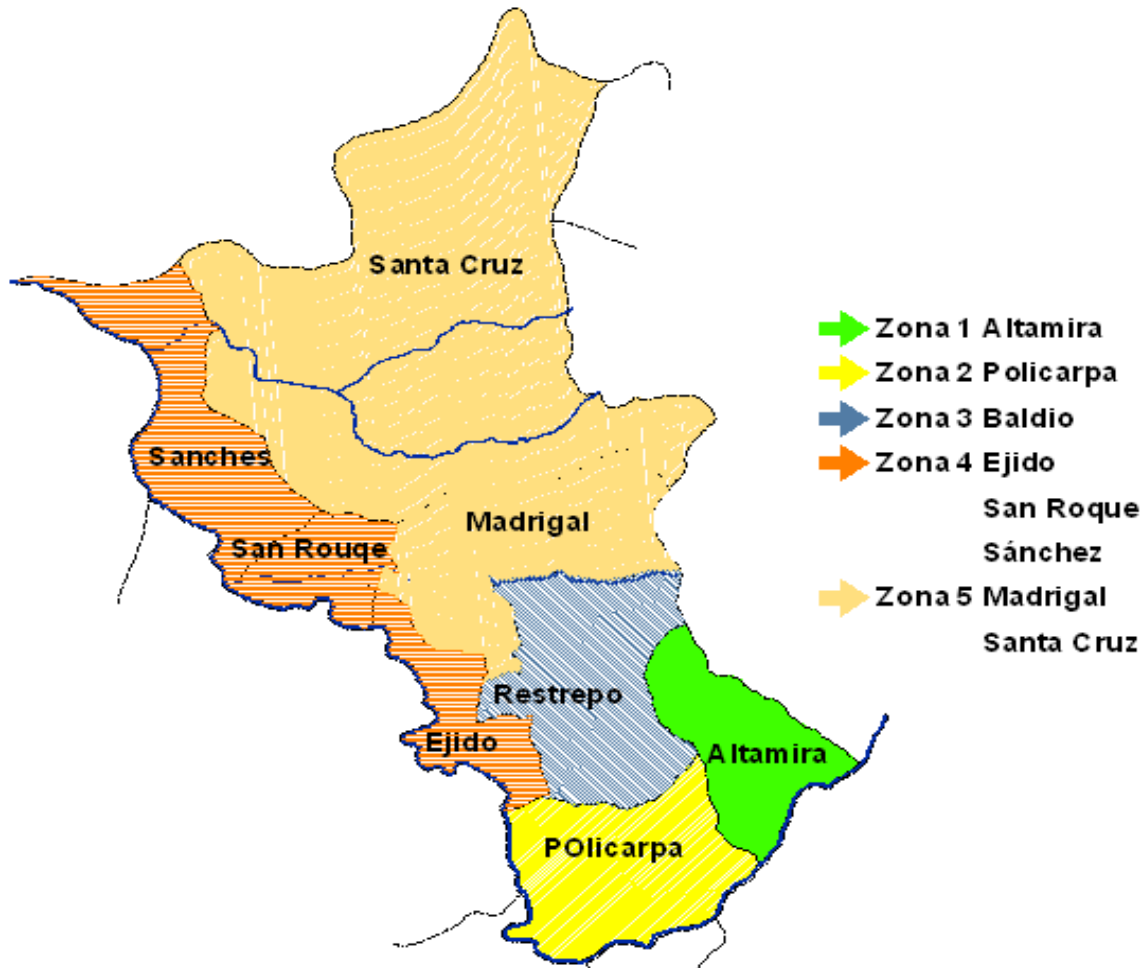 Santa Cruz
Sanches
San Rouqe
Madrigal
Restrepo
Ejido
Altamira
POlicarpa
Zona 1 Altamira
Zona 2 Policarpa
Zona 3 Baldio
Zona 4 Ejido
San Roque
Sánchez
Zona 5 Madrigal
Santa Cruz